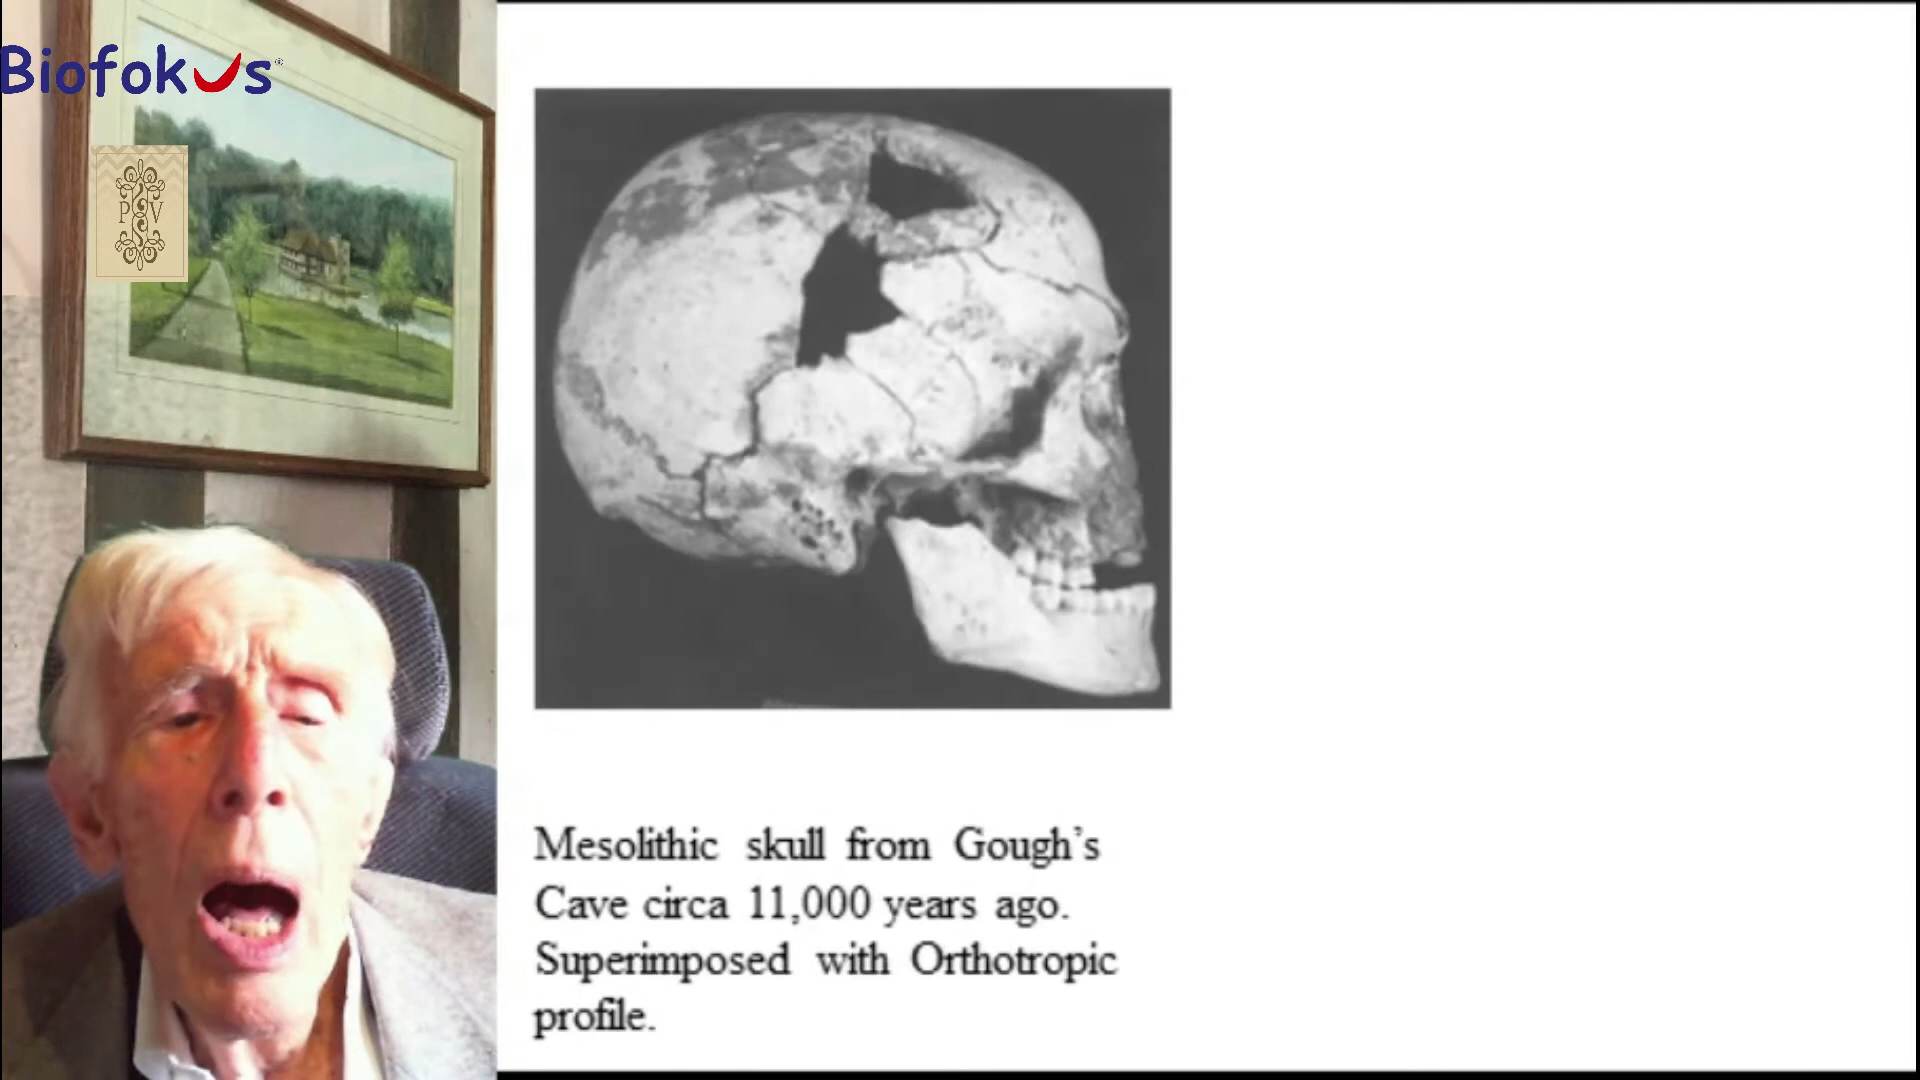 Biofokus®
P V
Mesolithic skull from Gough's
Cave circa 11,000 years ago.
Superimposed with Orthotropic
profile.